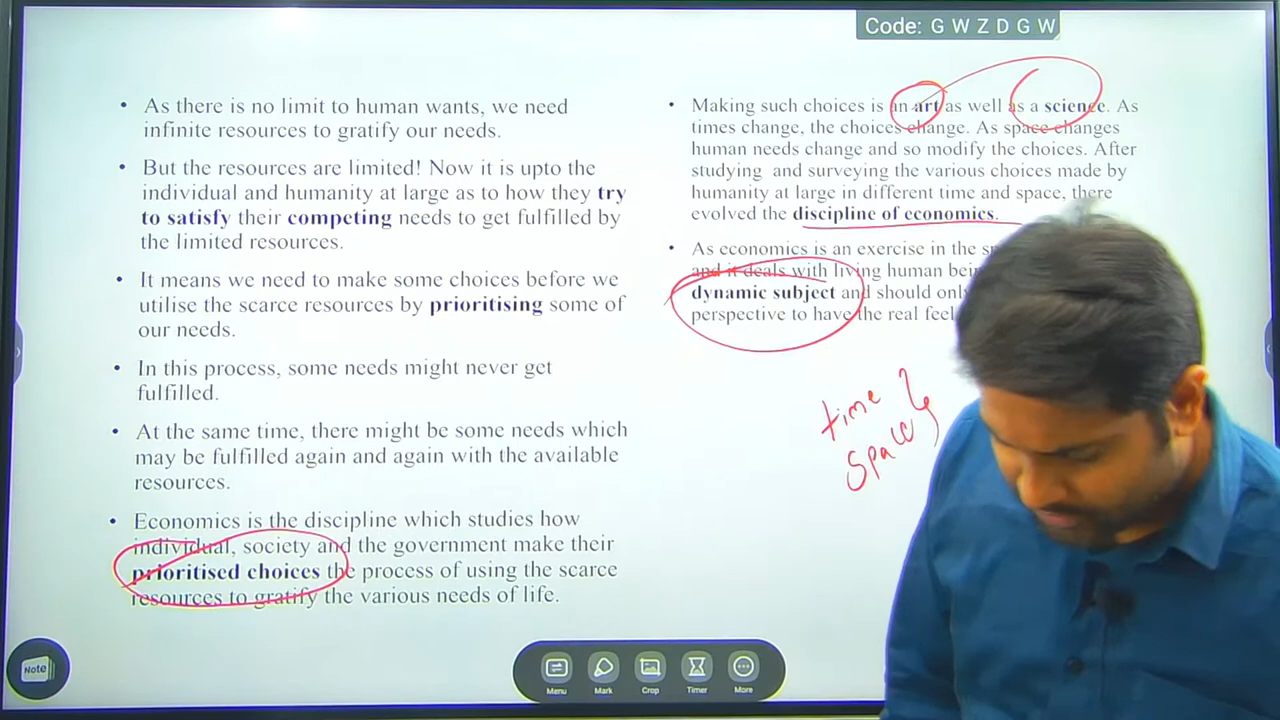 Code: G W Z D G W
• As there is no limit to human wants, we need
infinite resources to gratify our needs.
• But the resources are limited! Now it is upto the
individual and humanity at large as to how they try
to satisfy their competing needs to get fulfilled by
the limited resources.
• It means we need to make some choices before we
utilise the scarce resources by prioritising some of
our needs.
• In this process, some needs might never get
fulfilled.
• At the same time, there might be some needs which
may be fulfilled again and again with the available
resources.
• Economics is the discipline which studies how
individual, society and the government make their
prioritised choices the process of using the scarce
resources to gratify the various needs of life.
• Making such choices is an art as well as a science. As
times change, the choices change. As space changes
human needs change and so modify the choices. After
studying and surveying the various choices made by
humanity at large in different time and space, there
evolved the discipline of economics.
• As economics is an exercise in the
and it deals with living human
dynamic subject and should
perspective to have the real feel
time &
space
Note
Menu Mark Crop Timer More